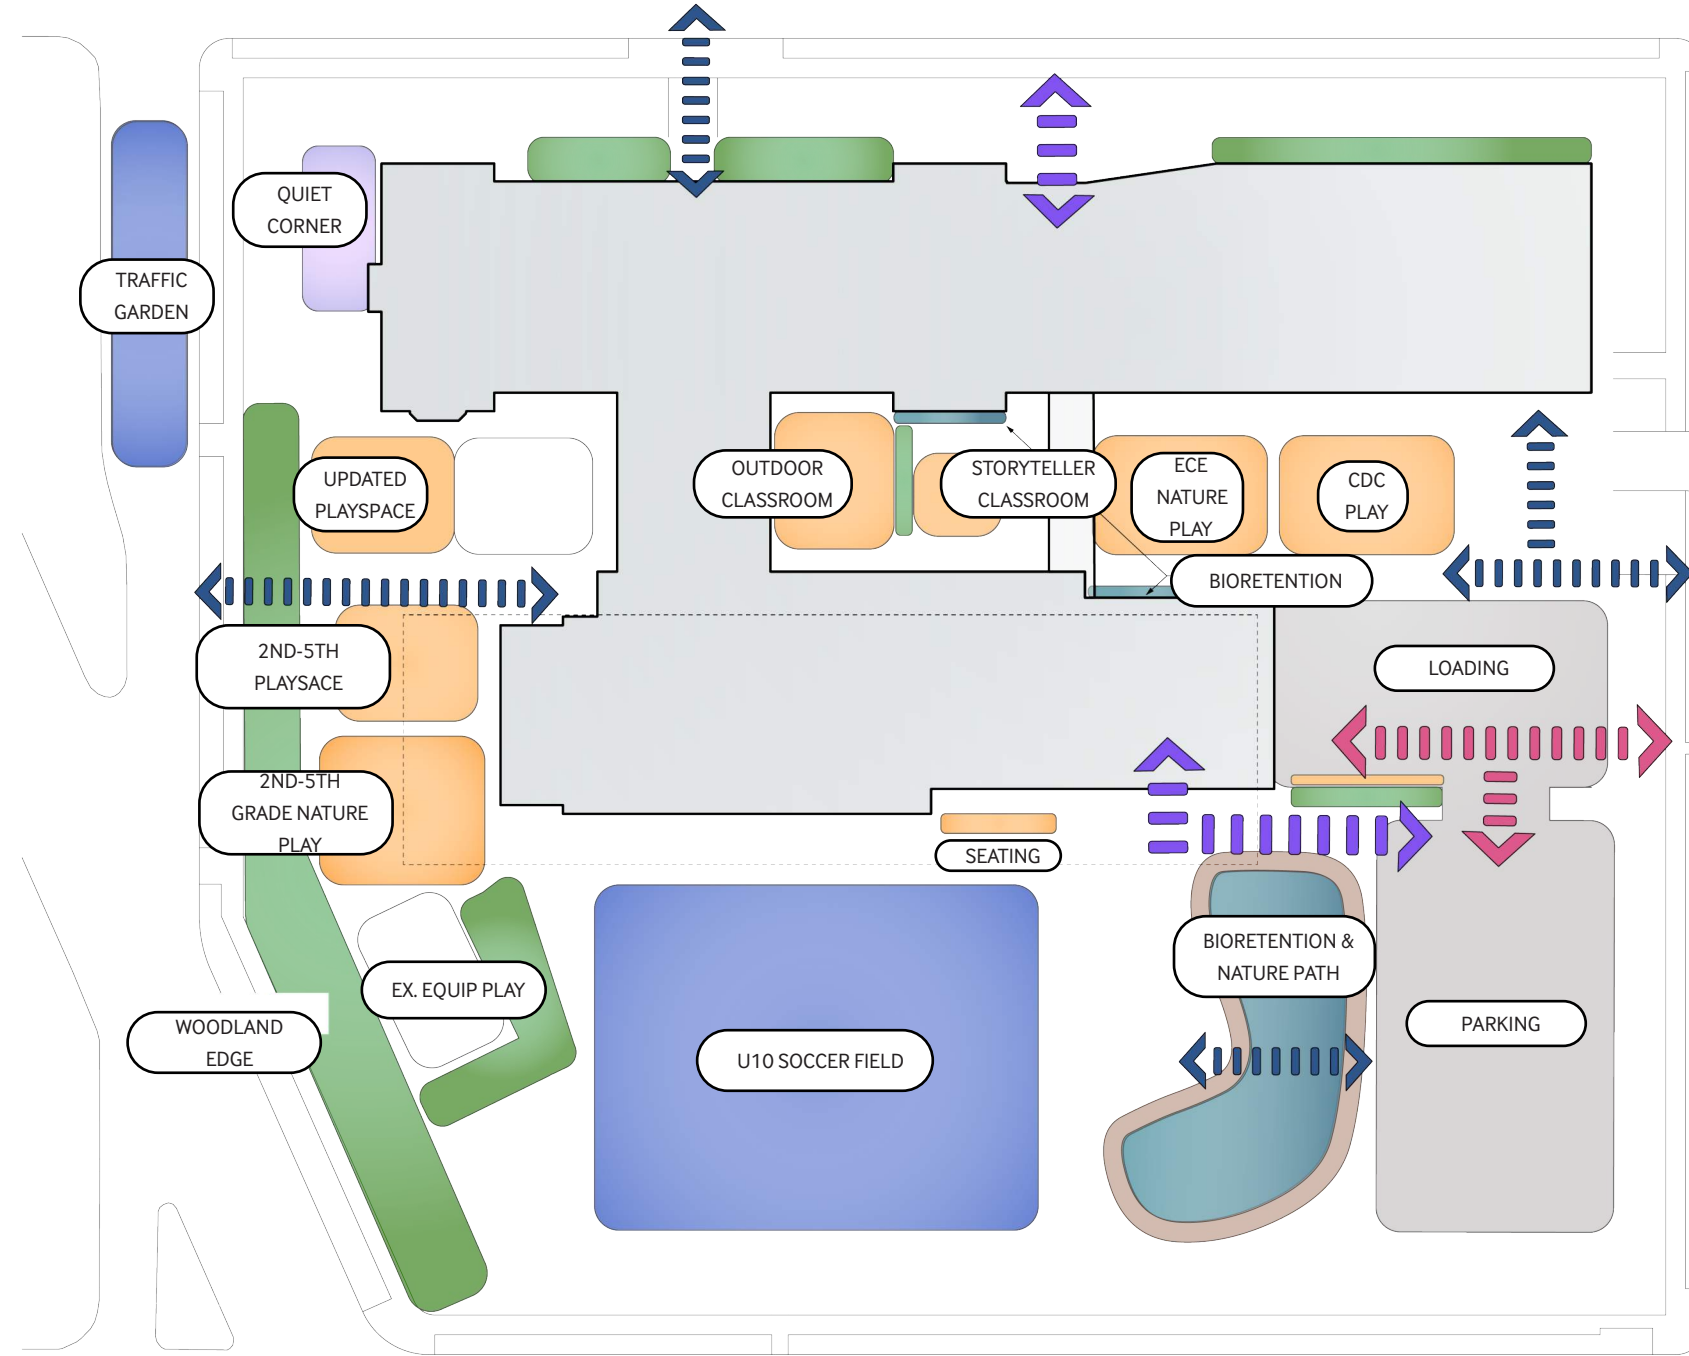 QUIET
CORNER
TRAFFIC
GARDEN
UPDATED
PLAYSPACE
OUTDOOR
CLASSROOM
STORYTELLER
CLASSROOM
ECE
NATURE
PLAY
CDC
PLAY
BIORETENTION
2ND-5TH
PLAYSACE
LOADING
2ND-5TH
GRADE NATURE
PLAY
SEATING
BIORETENTION &
NATURE PATH
EX. EQUIP PLAY
WOODLAND
EDGE
U10 SOCCER FIELD
PARKING